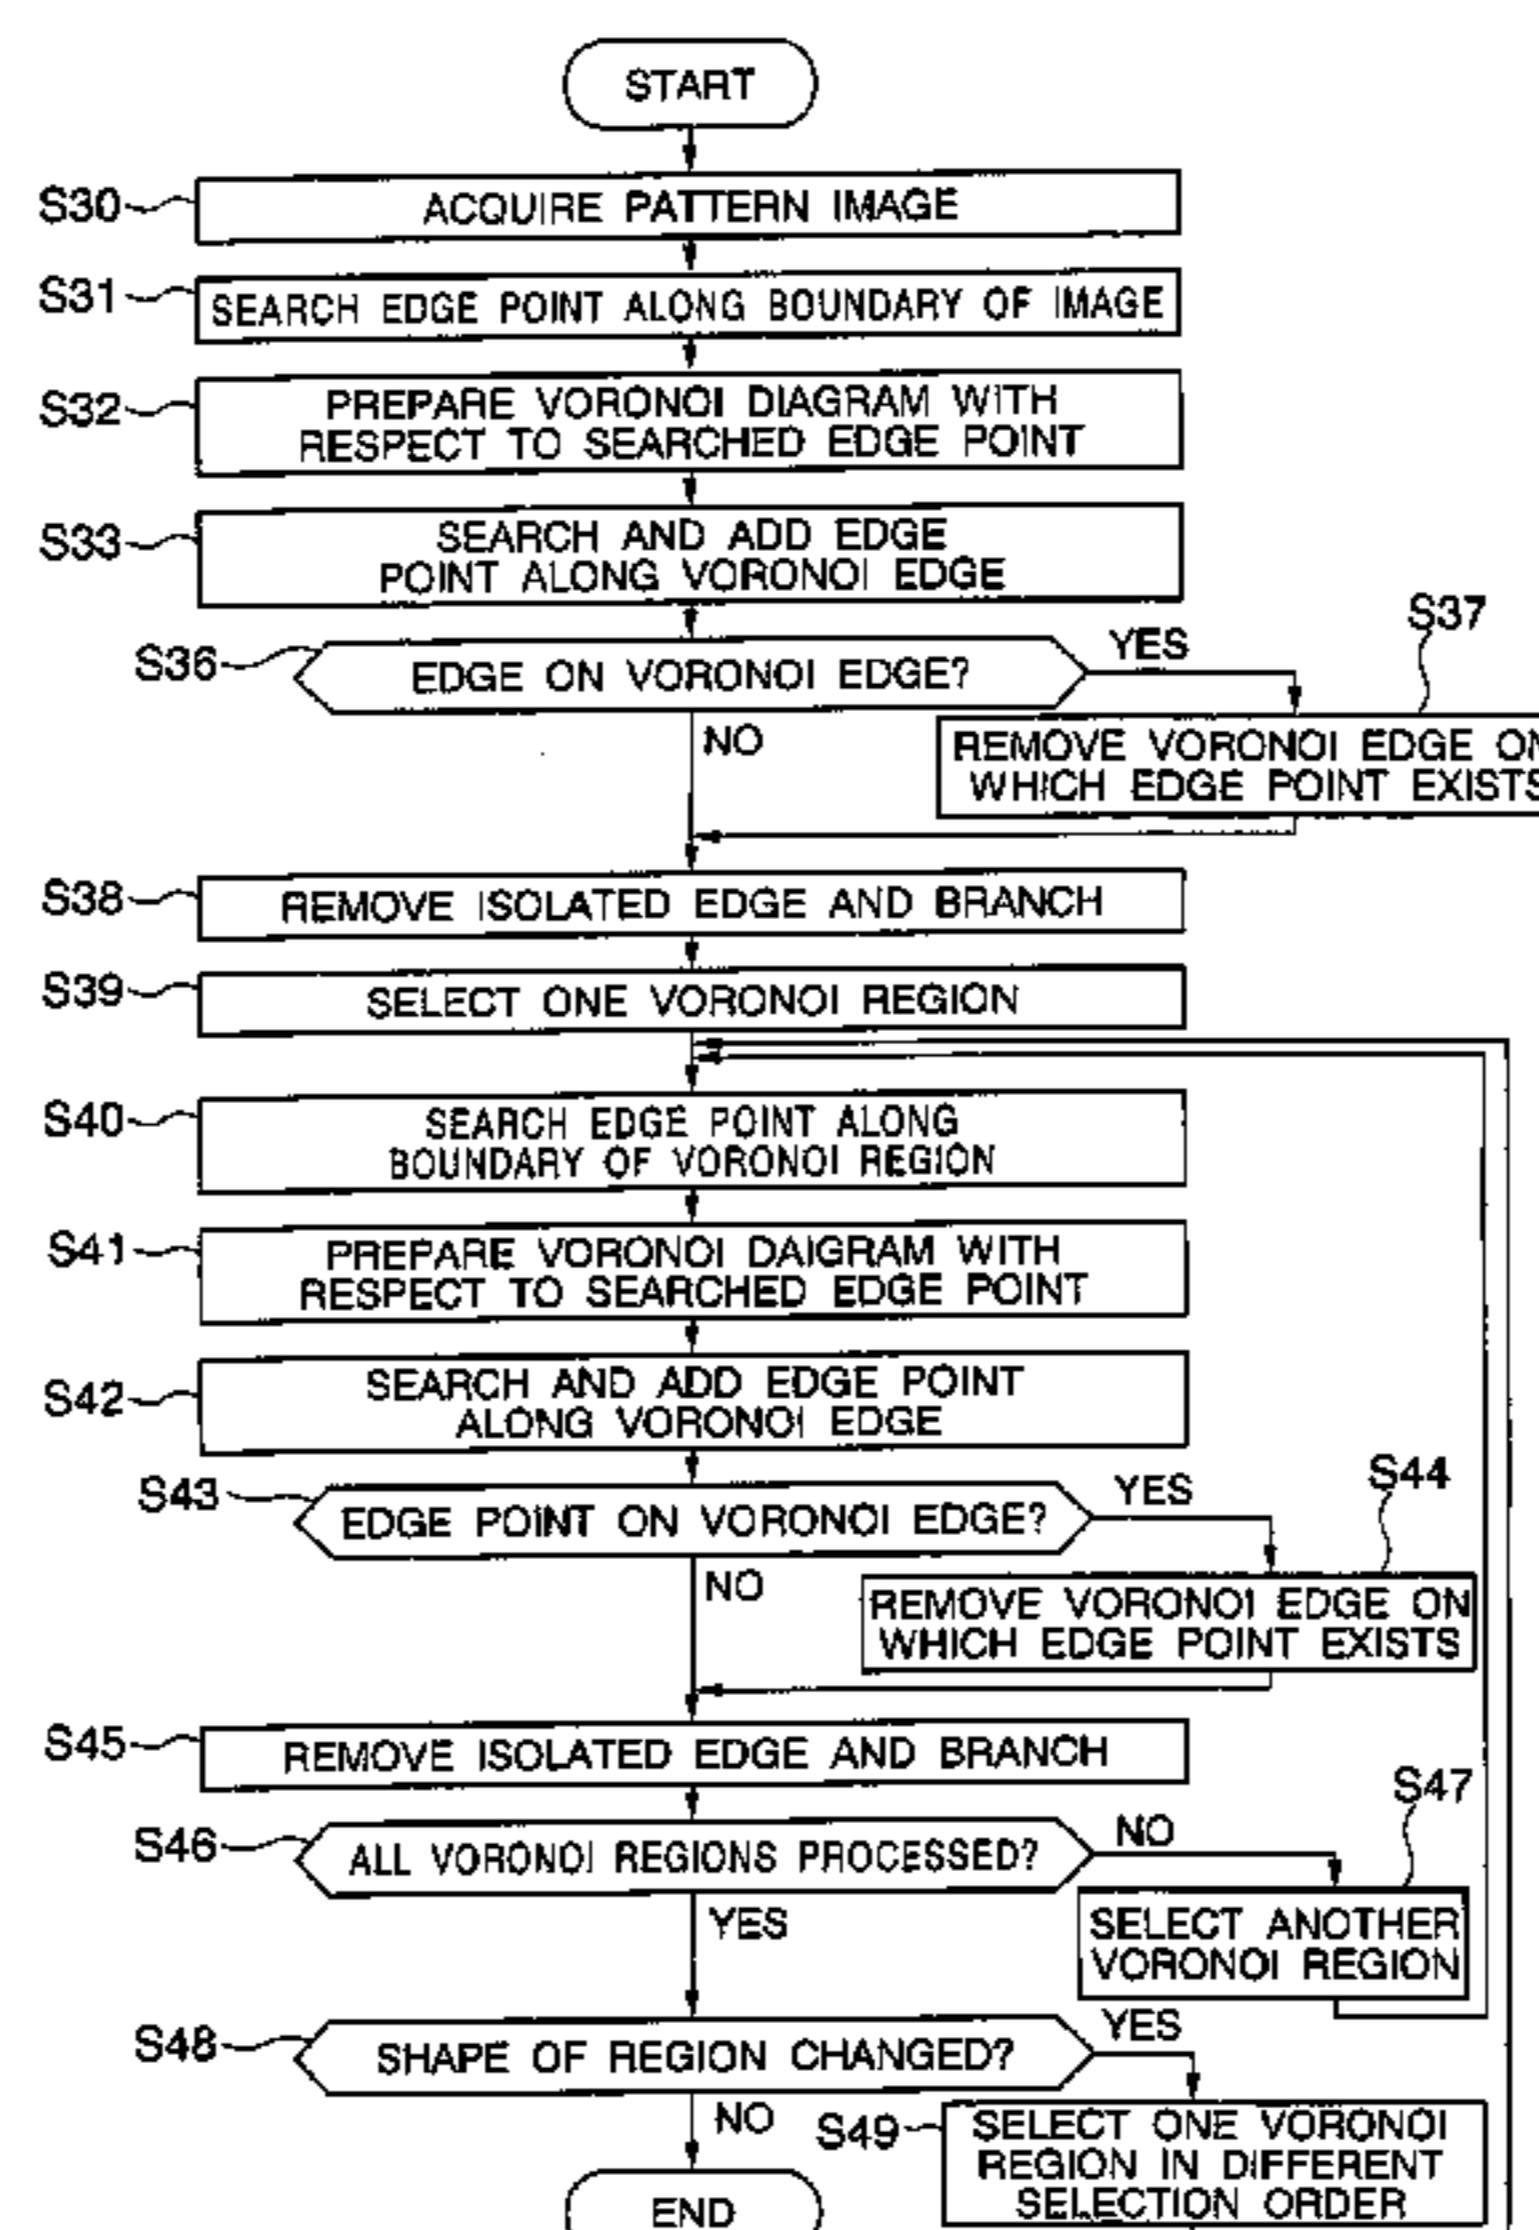 START
S30
ACQUIRE PATTERN IMAGE
S31
SEARCH EDGE POINT ALONG BOUNDARY OF IMAGE
S32
PREPARE VORONOI DIAGRAM WITH
RESPECT TO SEARCHED EDGE POINT
S33
SEARCH AND ADD EDGE
POINT ALONG VORONOI EDGE
S36
EDGE ON VORONOI EDGE?
YES
S37
NO
REMOVE VORONOI EDGE ON
WHICH EDGE POINT EXISTS
S38
REMOVE ISOLATED EDGE AND BRANCH
S39
SELECT ONE VORONOI REGION
S40
SEARCH EDGE POINT ALONG
BOUNDARY OF VORONOI REGION
S41
PREPARE VORONOI DAIGRAM WITH
RESPECT TO SEARCHED EDGE POINT
S42
SEARCH AND ADD EDGE POINT
ALONG VORONOI EDGE
S43
EDGE POINT ON VORONOI EDGE?
YES
S44
NO
REMOVE VORONOI EDGE ON
WHICH EDGE POINT EXISTS
S45
REMOVE ISOLATED EDGE AND BRANCH
S46
ALL VORONOI REGIONS PROCESSED?
NO
S47
YES
SELECT ANOTHER
VORONOI REGION
S48
SHAPE OF REGION CHANGED?
YES
NO
S49
SELECT ONE VORONOI
REGION IN DIFFERENT
SELECTION ORDER
END